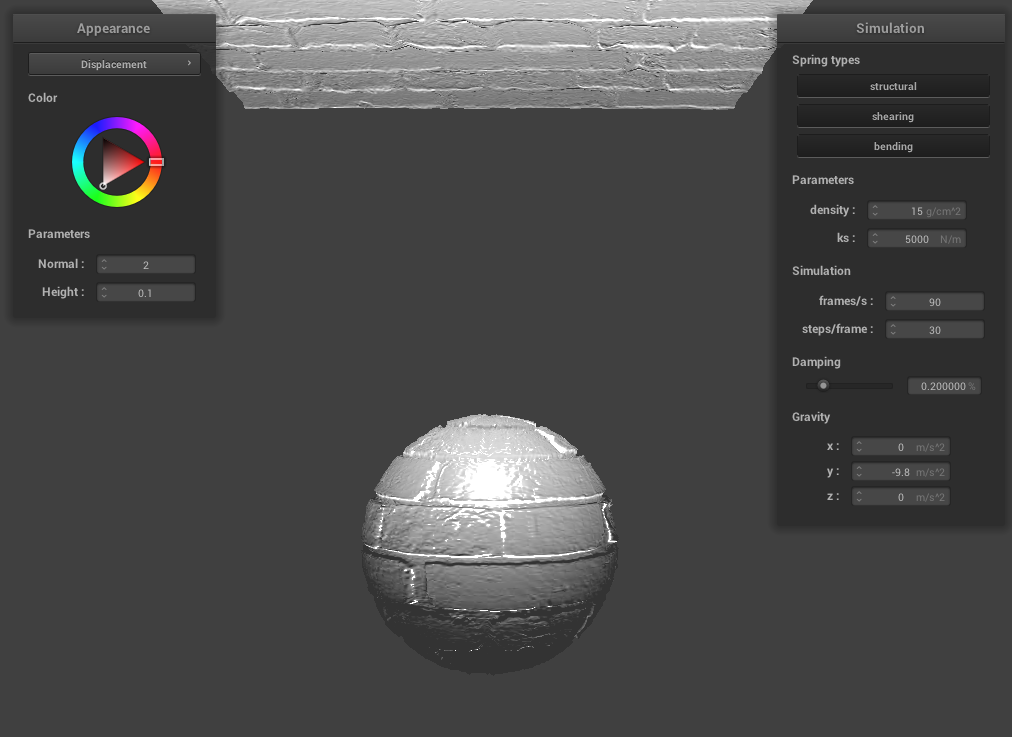 Appearance
Displacement
Color
Parameters
Normal : 2
Height : 0.1
Simulation
Spring types
structural
shearing
bending
Parameters
density : 15 g/cm^2
ks : 5000 N/m
Simulation
frames/s : 90
steps/frame : 30
Damping
0.200000 %
Gravity
x : 0 m/s^2
y : -9.8 m/s^2
z : 0 m/s^2